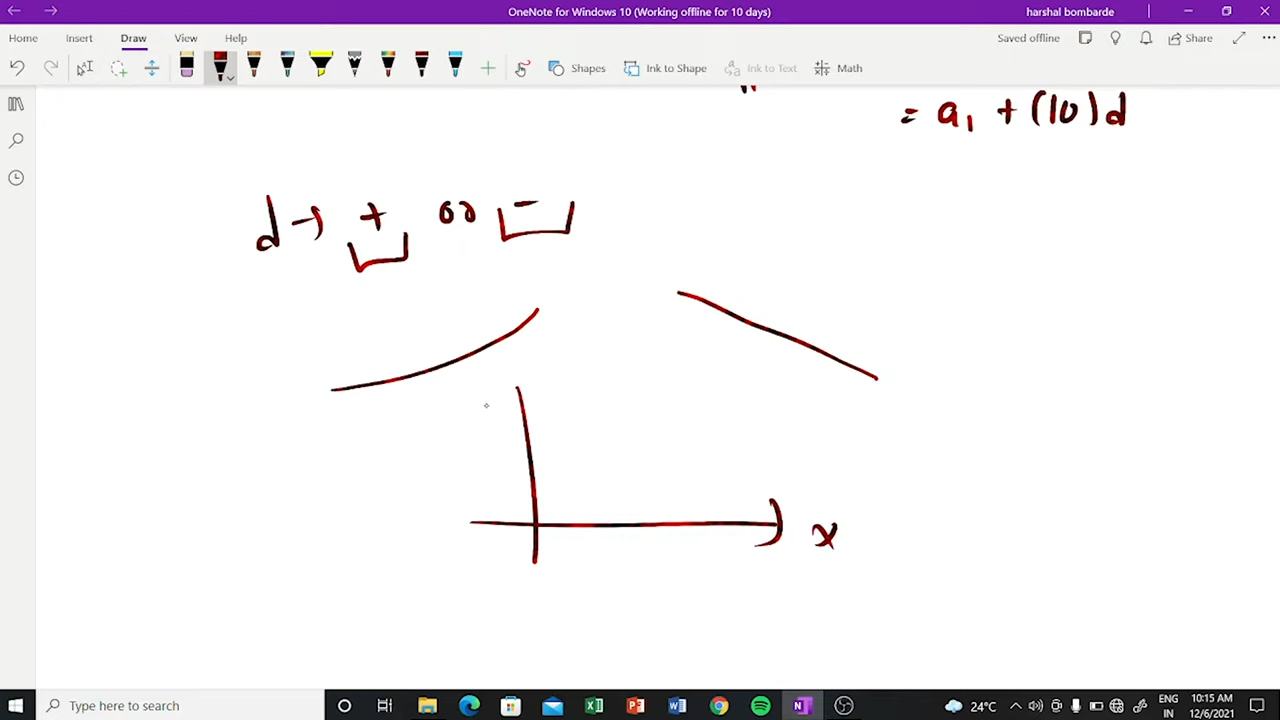 OneNote for Windows 10 (Working offline for 10 days)
harshal bombarde
Home Insert Draw View Help
Saved offline
Share
Shapes
Ink to Shape
Ink to Text
Math
= a1 + (10)d
d → + or -
x
Type here to search
24°C
ENG
IN
10:15 AM
12/6/2021